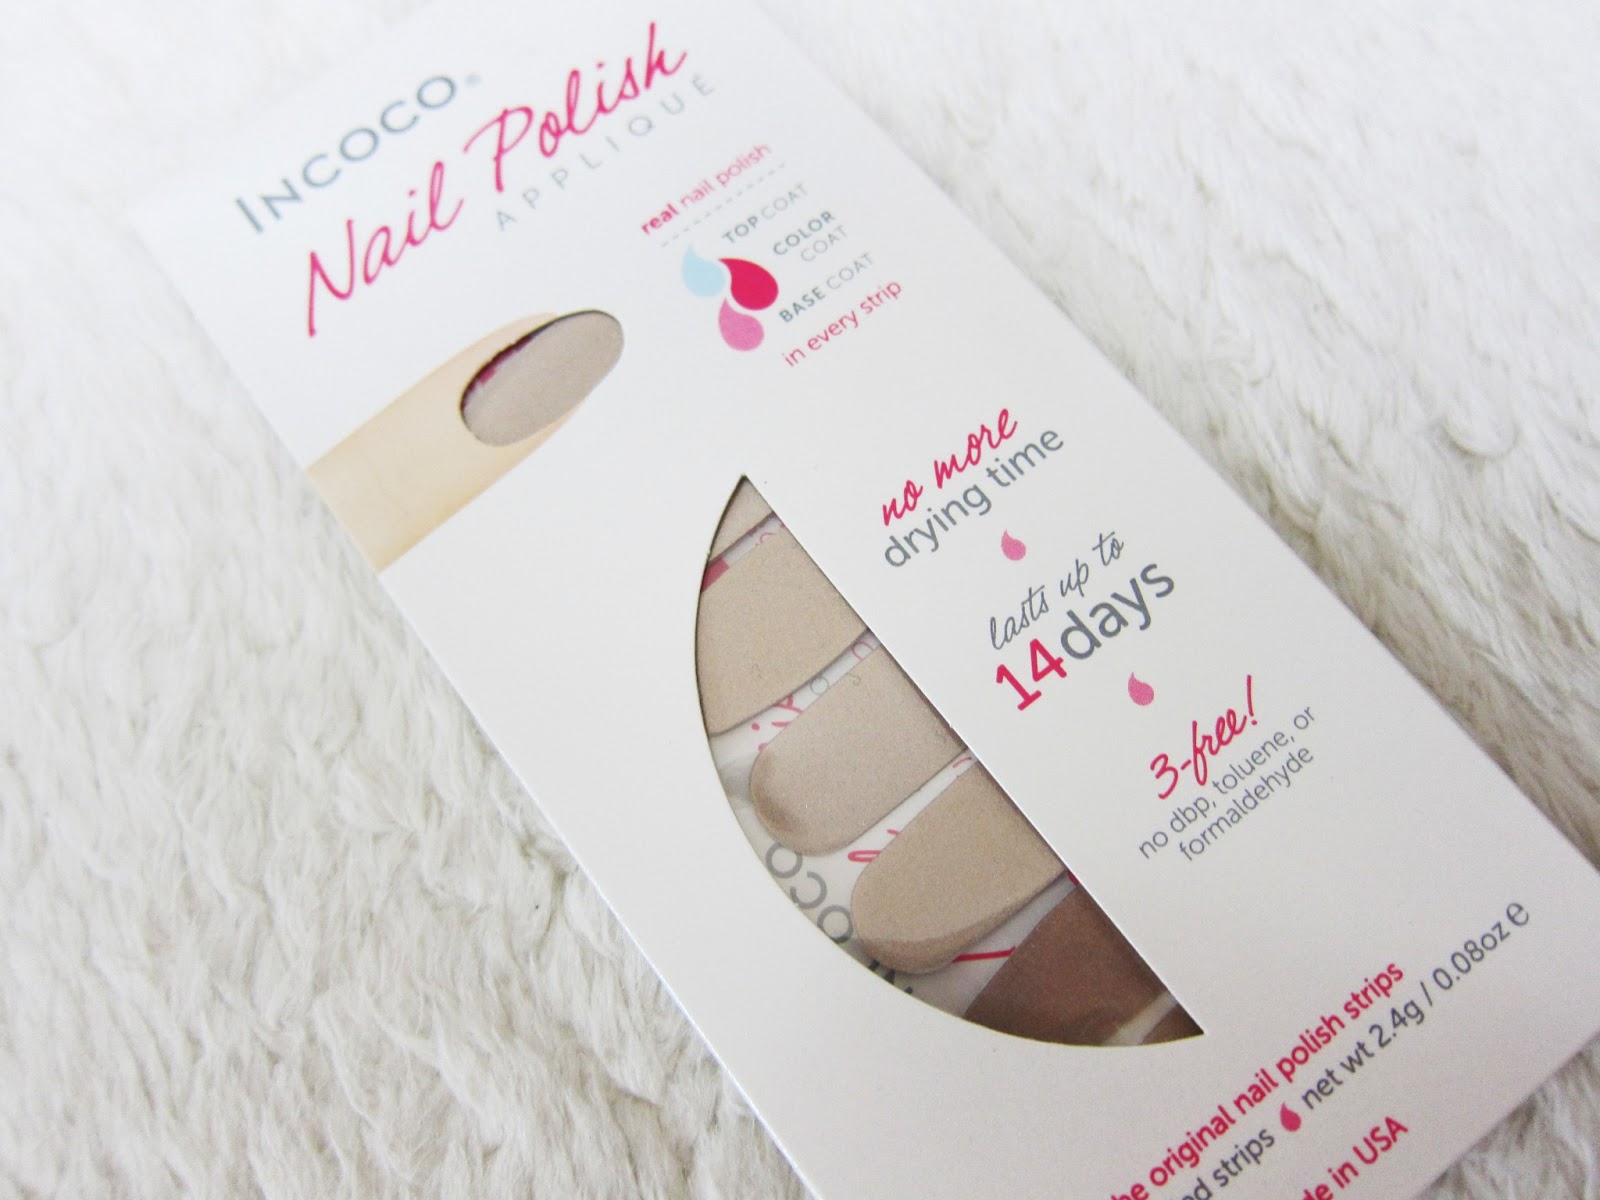 INCOCO®
Nail Polish
APPLIQUÉ
real nail polish
TOP COAT
COLOR
COAT
BASE COAT
in every strip
no more
drying time
lasts up to
14days
3-free!
no dbp, toluene, or
formaldehyde
original nail polish strips
strips net wt 2.4g / 0.08oz e
in USA